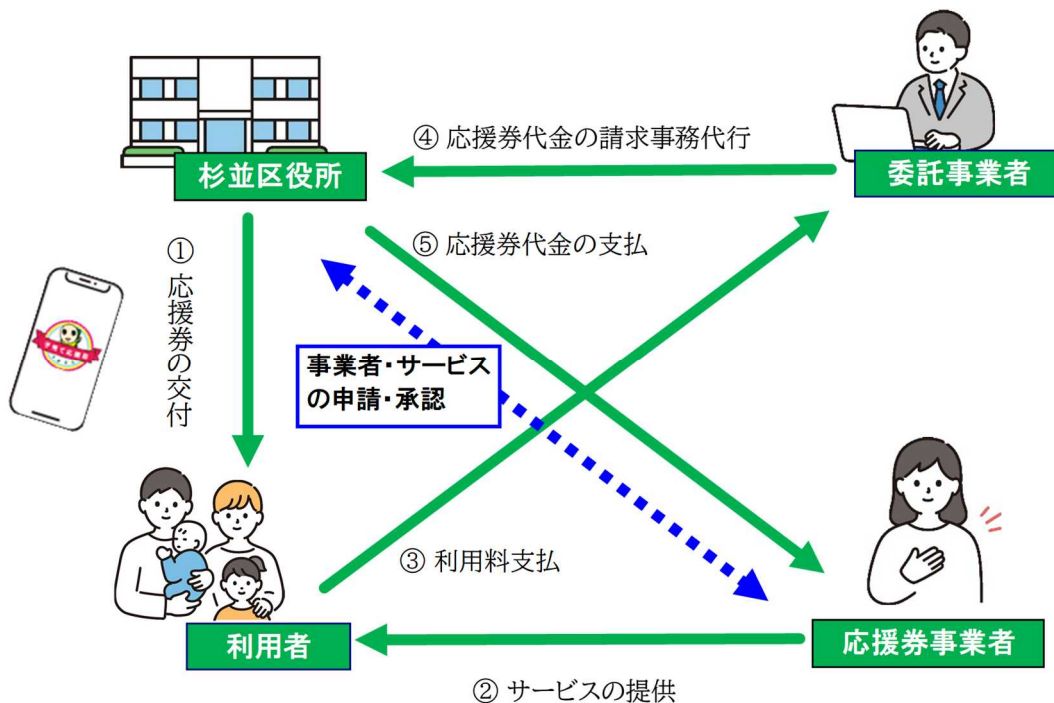 ④ 応援券代金の請求事務代行
杉並区役所
委託事業者
⑤ 応援券代金の支払
① 応援券の交付
事業者・サービス
の申請・承認
③ 利用料支払
利用者
応援券事業者
② サービスの提供